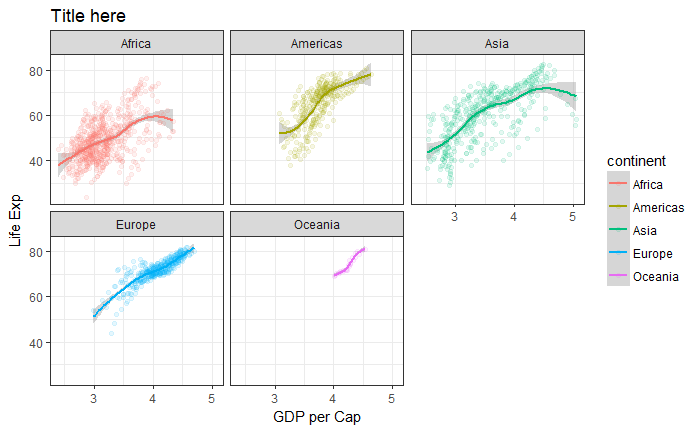 Title here
Africa
Americas
Asia
80
60
40
3
4
5
Europe
Oceania
80
60
40
3
4
5
3
4
5
Life Exp
GDP per Cap
continent
Africa
Americas
Asia
Europe
Oceania